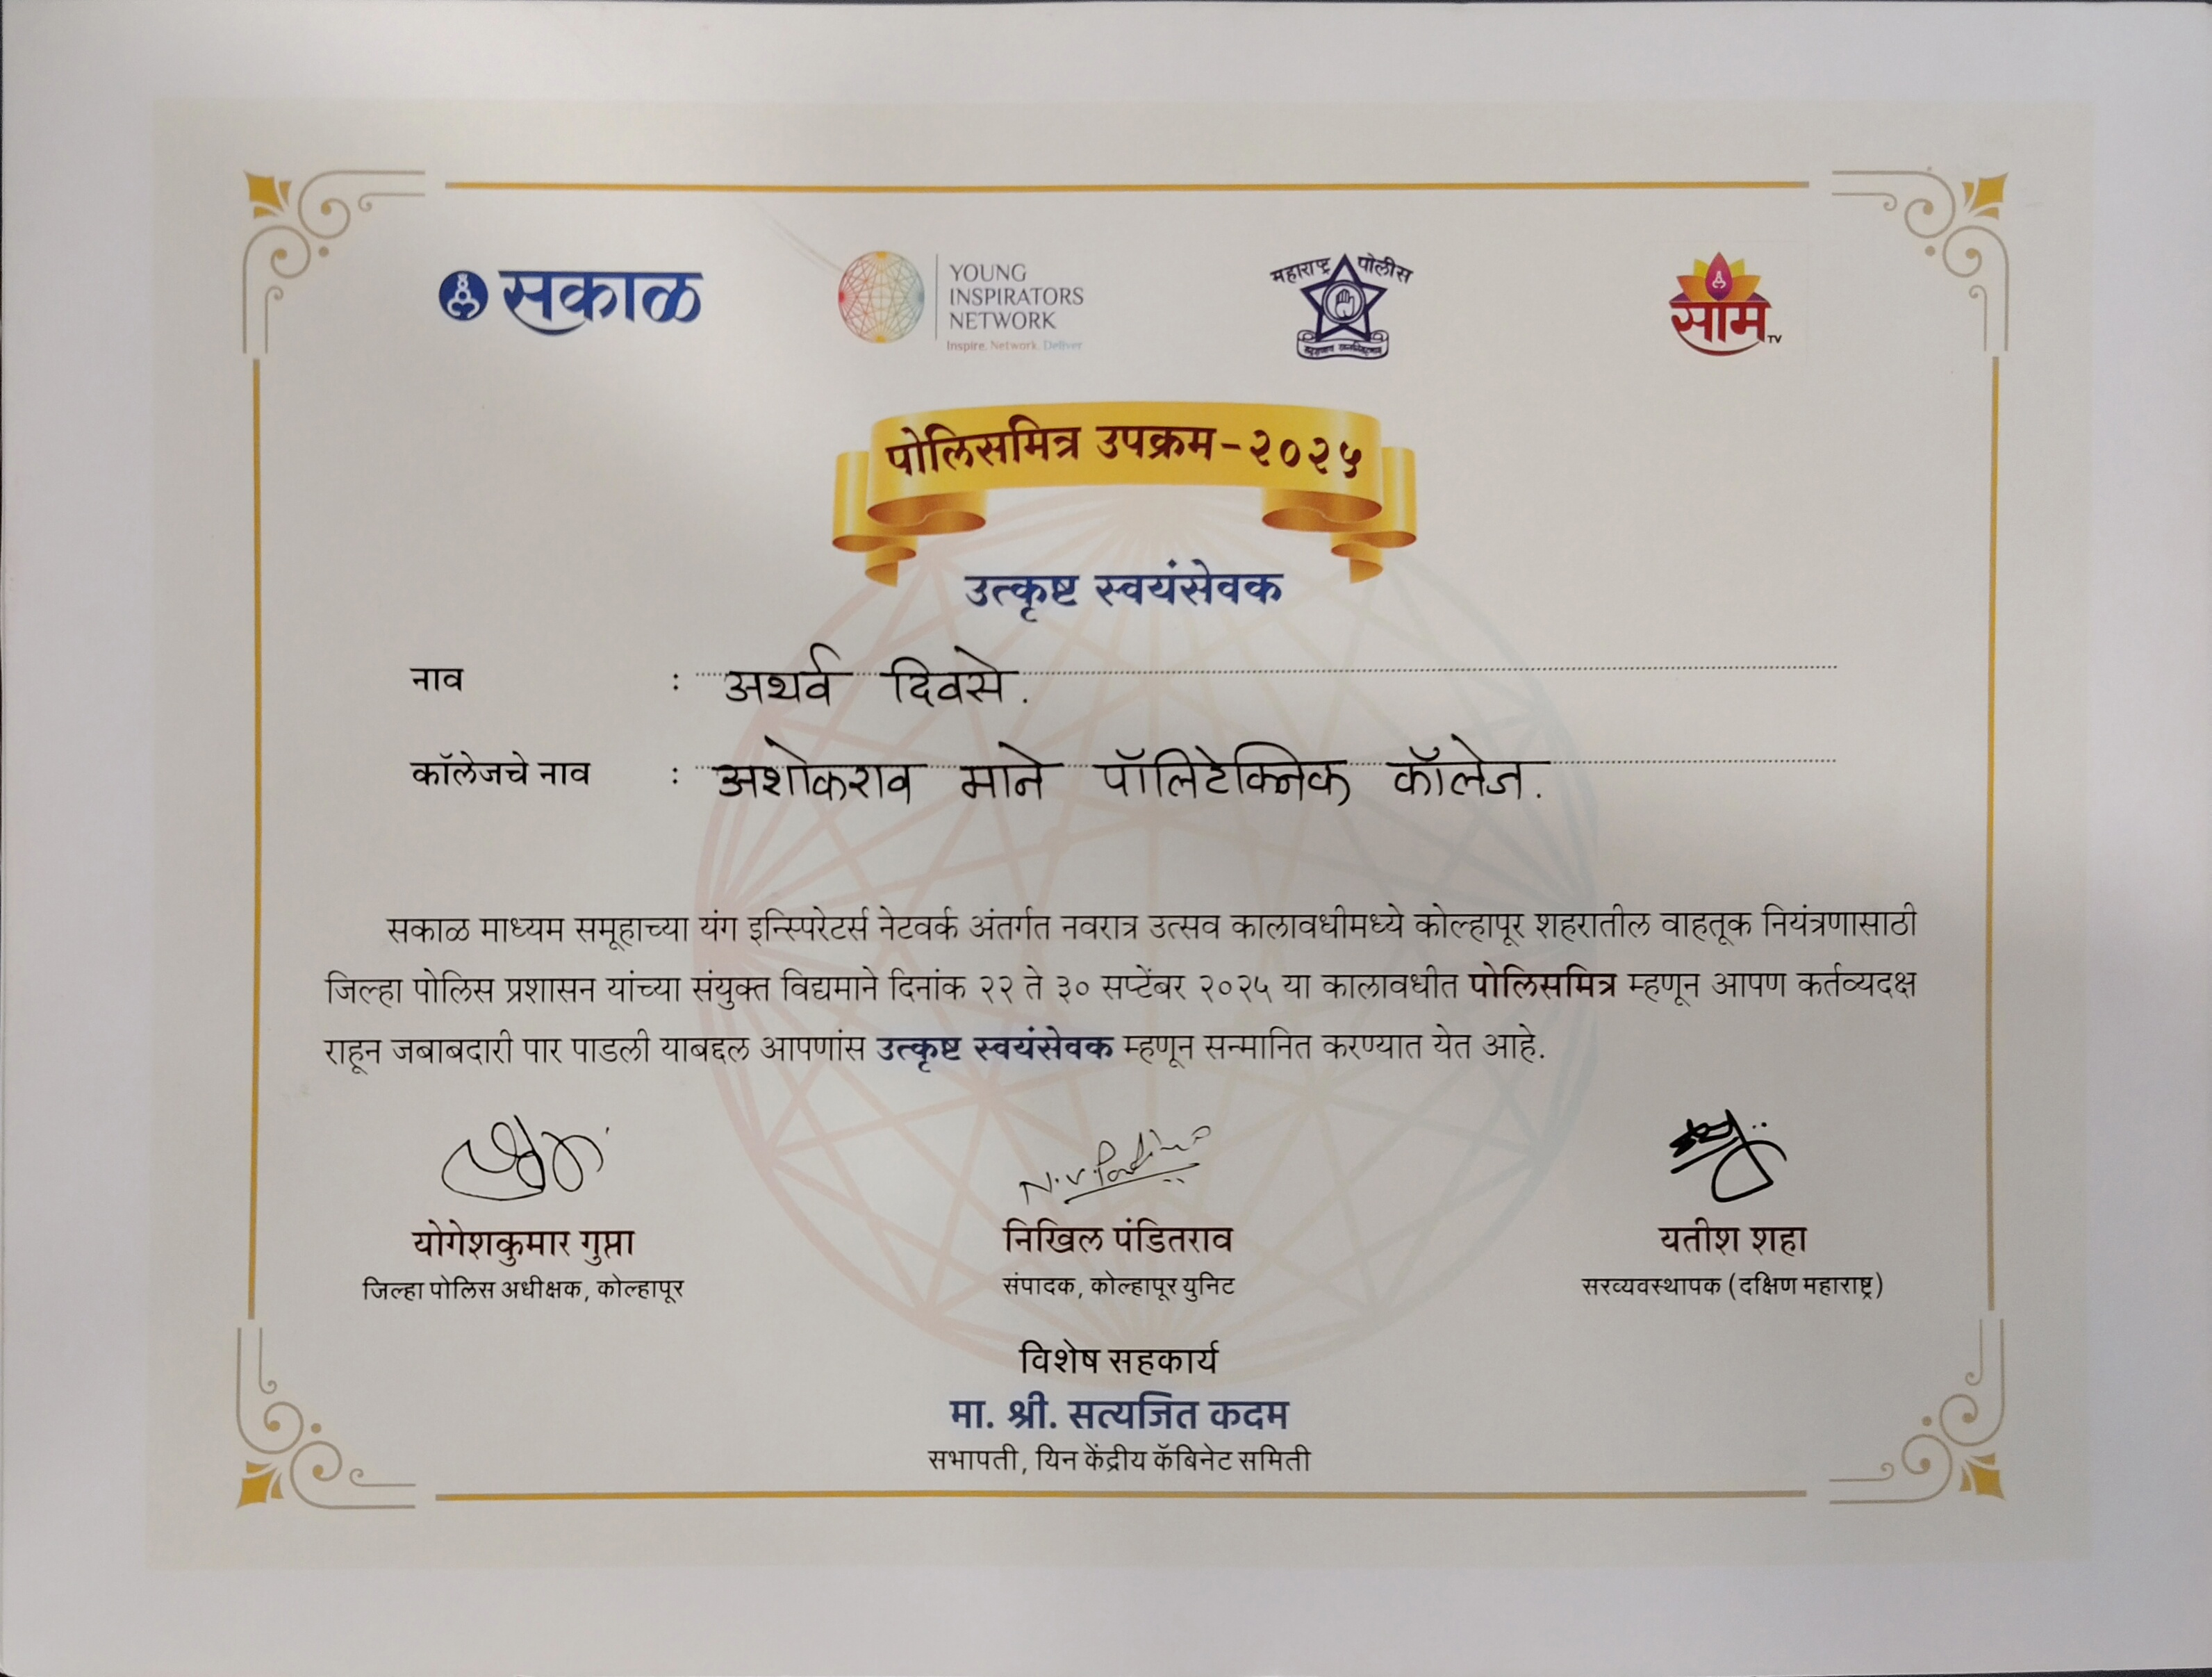 सकाळ
YOUNG
INSPIRATORS
NETWORK
Inspire. Network. Deliver
महाराष्ट्र पोलीस
साम TV
पोलिसमित्र उपक्रम-२०२५
उत्कृष्ट स्वयंसेवक
नाव : अथर्व दिवसे.
कॉलेजचे नाव : अशोकराव माने पॉलिटेक्निक कॉलेज.
सकाळ माध्यम समूहाच्या यंग इन्स्पिरेटर्स नेटवर्क अंतर्गत नवरात्र उत्सव कालावधीमध्ये कोल्हापूर शहरातील वाहतूक नियंत्रणासाठी
जिल्हा पोलिस प्रशासन यांच्या संयुक्त विद्यमाने दिनांक २२ ते ३० सप्टेंबर २०२५ या कालावधीत पोलिसमित्र म्हणून आपण कर्तव्यदक्ष
राहून जबाबदारी पार पाडली याबद्दल आपणांस उत्कृष्ट स्वयंसेवक म्हणून सन्मानित करण्यात येत आहे.
योगेशकुमार गुप्ता
जिल्हा पोलिस अधीक्षक, कोल्हापूर
निखिल पंडितराव
संपादक, कोल्हापूर युनिट
यतीश शहा
सरव्यवस्थापक (दक्षिण महाराष्ट्र)
विशेष सहकार्य
मा. श्री. सत्यजित कदम
सभापती, यिन केंद्रीय कॅबिनेट समिती